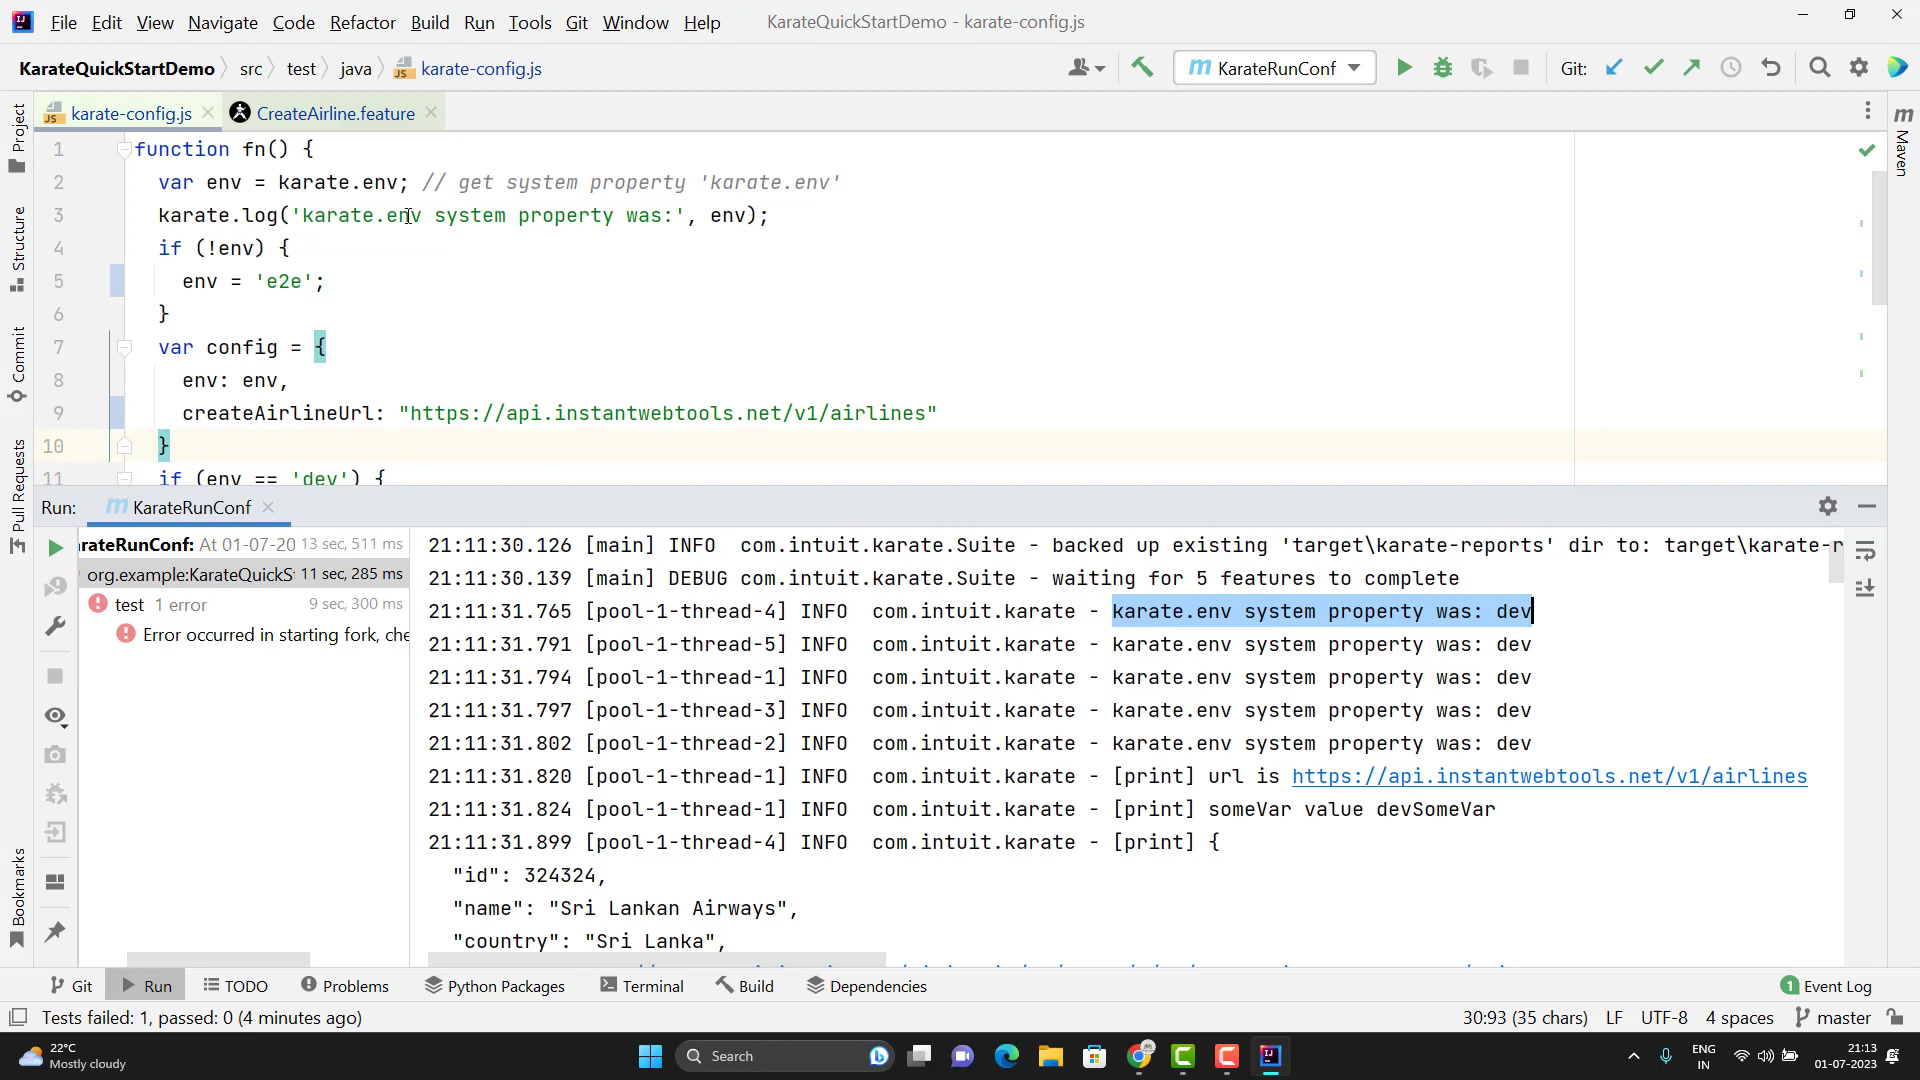 File Edit View Navigate Code Refactor Build Run Tools Git Window Help KarateQuickStartDemo - karate-config.js
KarateQuickStartDemo src test java karate-config.js KarateRunConf Git:
karate-config.js CreateAirline.feature
Project
Structure
Commit
Pull Requests
Bookmarks
Maven
1 function fn() {
2 var env = karate.env; // get system property 'karate.env'
3 karate.log('karate.env system property was:', env);
4 if (!env) {
5 env = 'e2e';
6 }
7 var config = {
8 env: env,
9 createAirlineUrl: "https://api.instantwebtools.net/v1/airlines"
10 }
11 if (env == 'dev') {
Run: KarateRunConf
rateRunConf: At 01-07-20 13 sec, 511 ms
org.example:KarateQuickS 11 sec, 285 ms
test 1 error 9 sec, 300 ms
Error occurred in starting fork, che
21:11:30.126 [main] INFO com.intuit.karate.Suite - backed up existing 'target\karate-reports' dir to: target\karate-r
21:11:30.139 [main] DEBUG com.intuit.karate.Suite - waiting for 5 features to complete
21:11:31.765 [pool-1-thread-4] INFO com.intuit.karate - karate.env system property was: dev
21:11:31.791 [pool-1-thread-5] INFO com.intuit.karate - karate.env system property was: dev
21:11:31.794 [pool-1-thread-1] INFO com.intuit.karate - karate.env system property was: dev
21:11:31.797 [pool-1-thread-3] INFO com.intuit.karate - karate.env system property was: dev
21:11:31.802 [pool-1-thread-2] INFO com.intuit.karate - karate.env system property was: dev
21:11:31.820 [pool-1-thread-1] INFO com.intuit.karate - [print] url is https://api.instantwebtools.net/v1/airlines
21:11:31.824 [pool-1-thread-1] INFO com.intuit.karate - [print] someVar value devSomeVar
21:11:31.899 [pool-1-thread-4] INFO com.intuit.karate - [print] {
"id": 324324,
"name": "Sri Lankan Airways",
"country": "Sri Lanka",
Git Run TODO Problems Python Packages Terminal Build Dependencies 1 Event Log
Tests failed: 1, passed: 0 (4 minutes ago) 30:93 (35 chars) LF UTF-8 4 spaces master
22°C
Mostly cloudy
Search
ENG
IN
21:13
01-07-2023